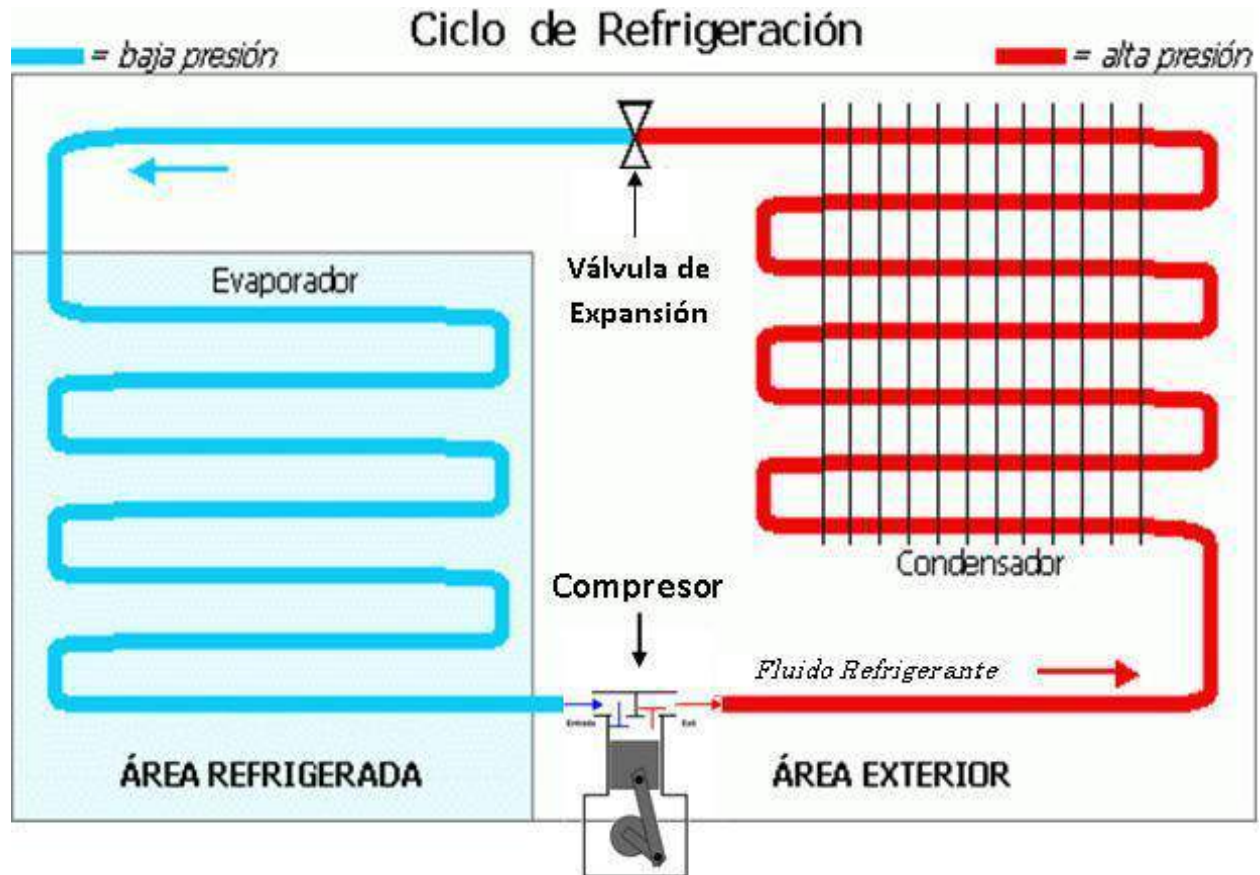 Ciclo de Refrigeración
= baja presión
= alta presión
Evaporador
Válvula de
Expansión
Condensador
Compresor
Fluido Refrigerante
Entrada
ÁREA REFRIGERADA
ÁREA EXTERIOR